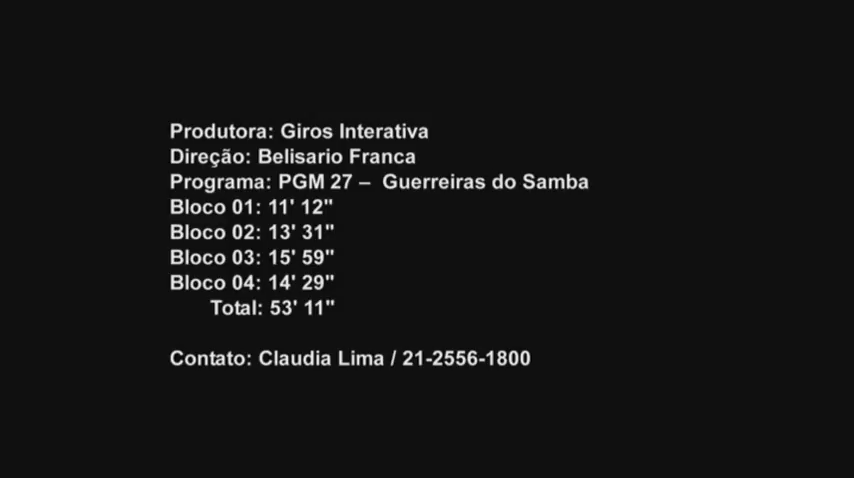 Produtora: Giros Interativa
Direção: Belisario Franca
Programa: PGM 27 – Guerreiras do Samba
Bloco 01: 11' 12"
Bloco 02: 13' 31"
Bloco 03: 15' 59"
Bloco 04: 14' 29"
Total: 53' 11"
Contato: Claudia Lima / 21-2556-1800